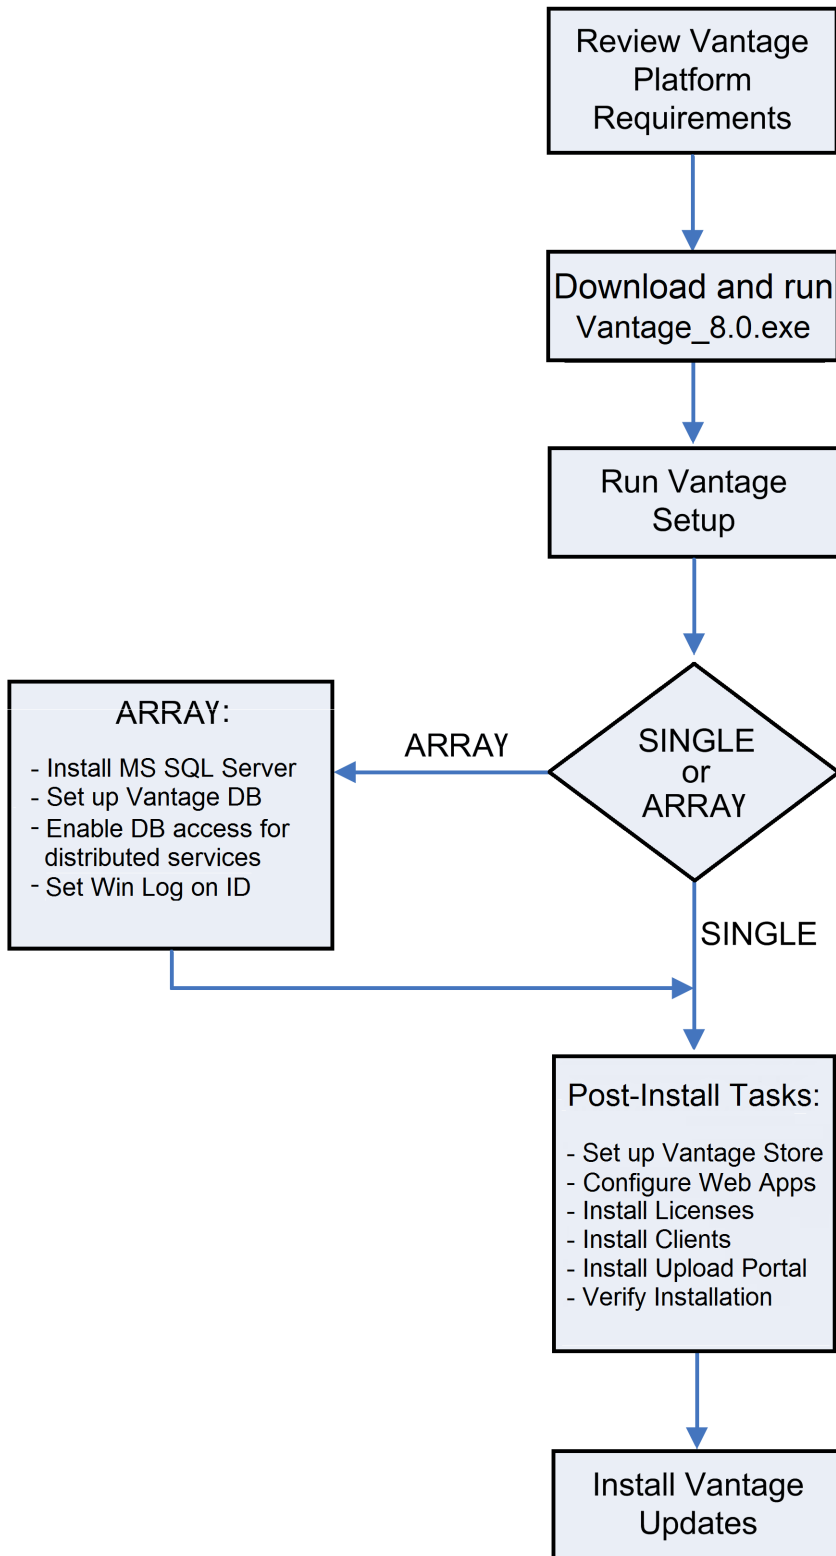 Review Vantage
Platform
Requirements
Download and run
Vantage_8.0.exe
Run Vantage
Setup
SINGLE
or
ARRAY
ARRAY
ARRAY:
- Install MS SQL Server
- Set up Vantage DB
- Enable DB access for
distributed services
- Set Win Log on ID
SINGLE
Post-Install Tasks:
- Set up Vantage Store
- Configure Web Apps
- Install Licenses
- Install Clients
- Install Upload Portal
- Verify Installation
Install Vantage
Updates